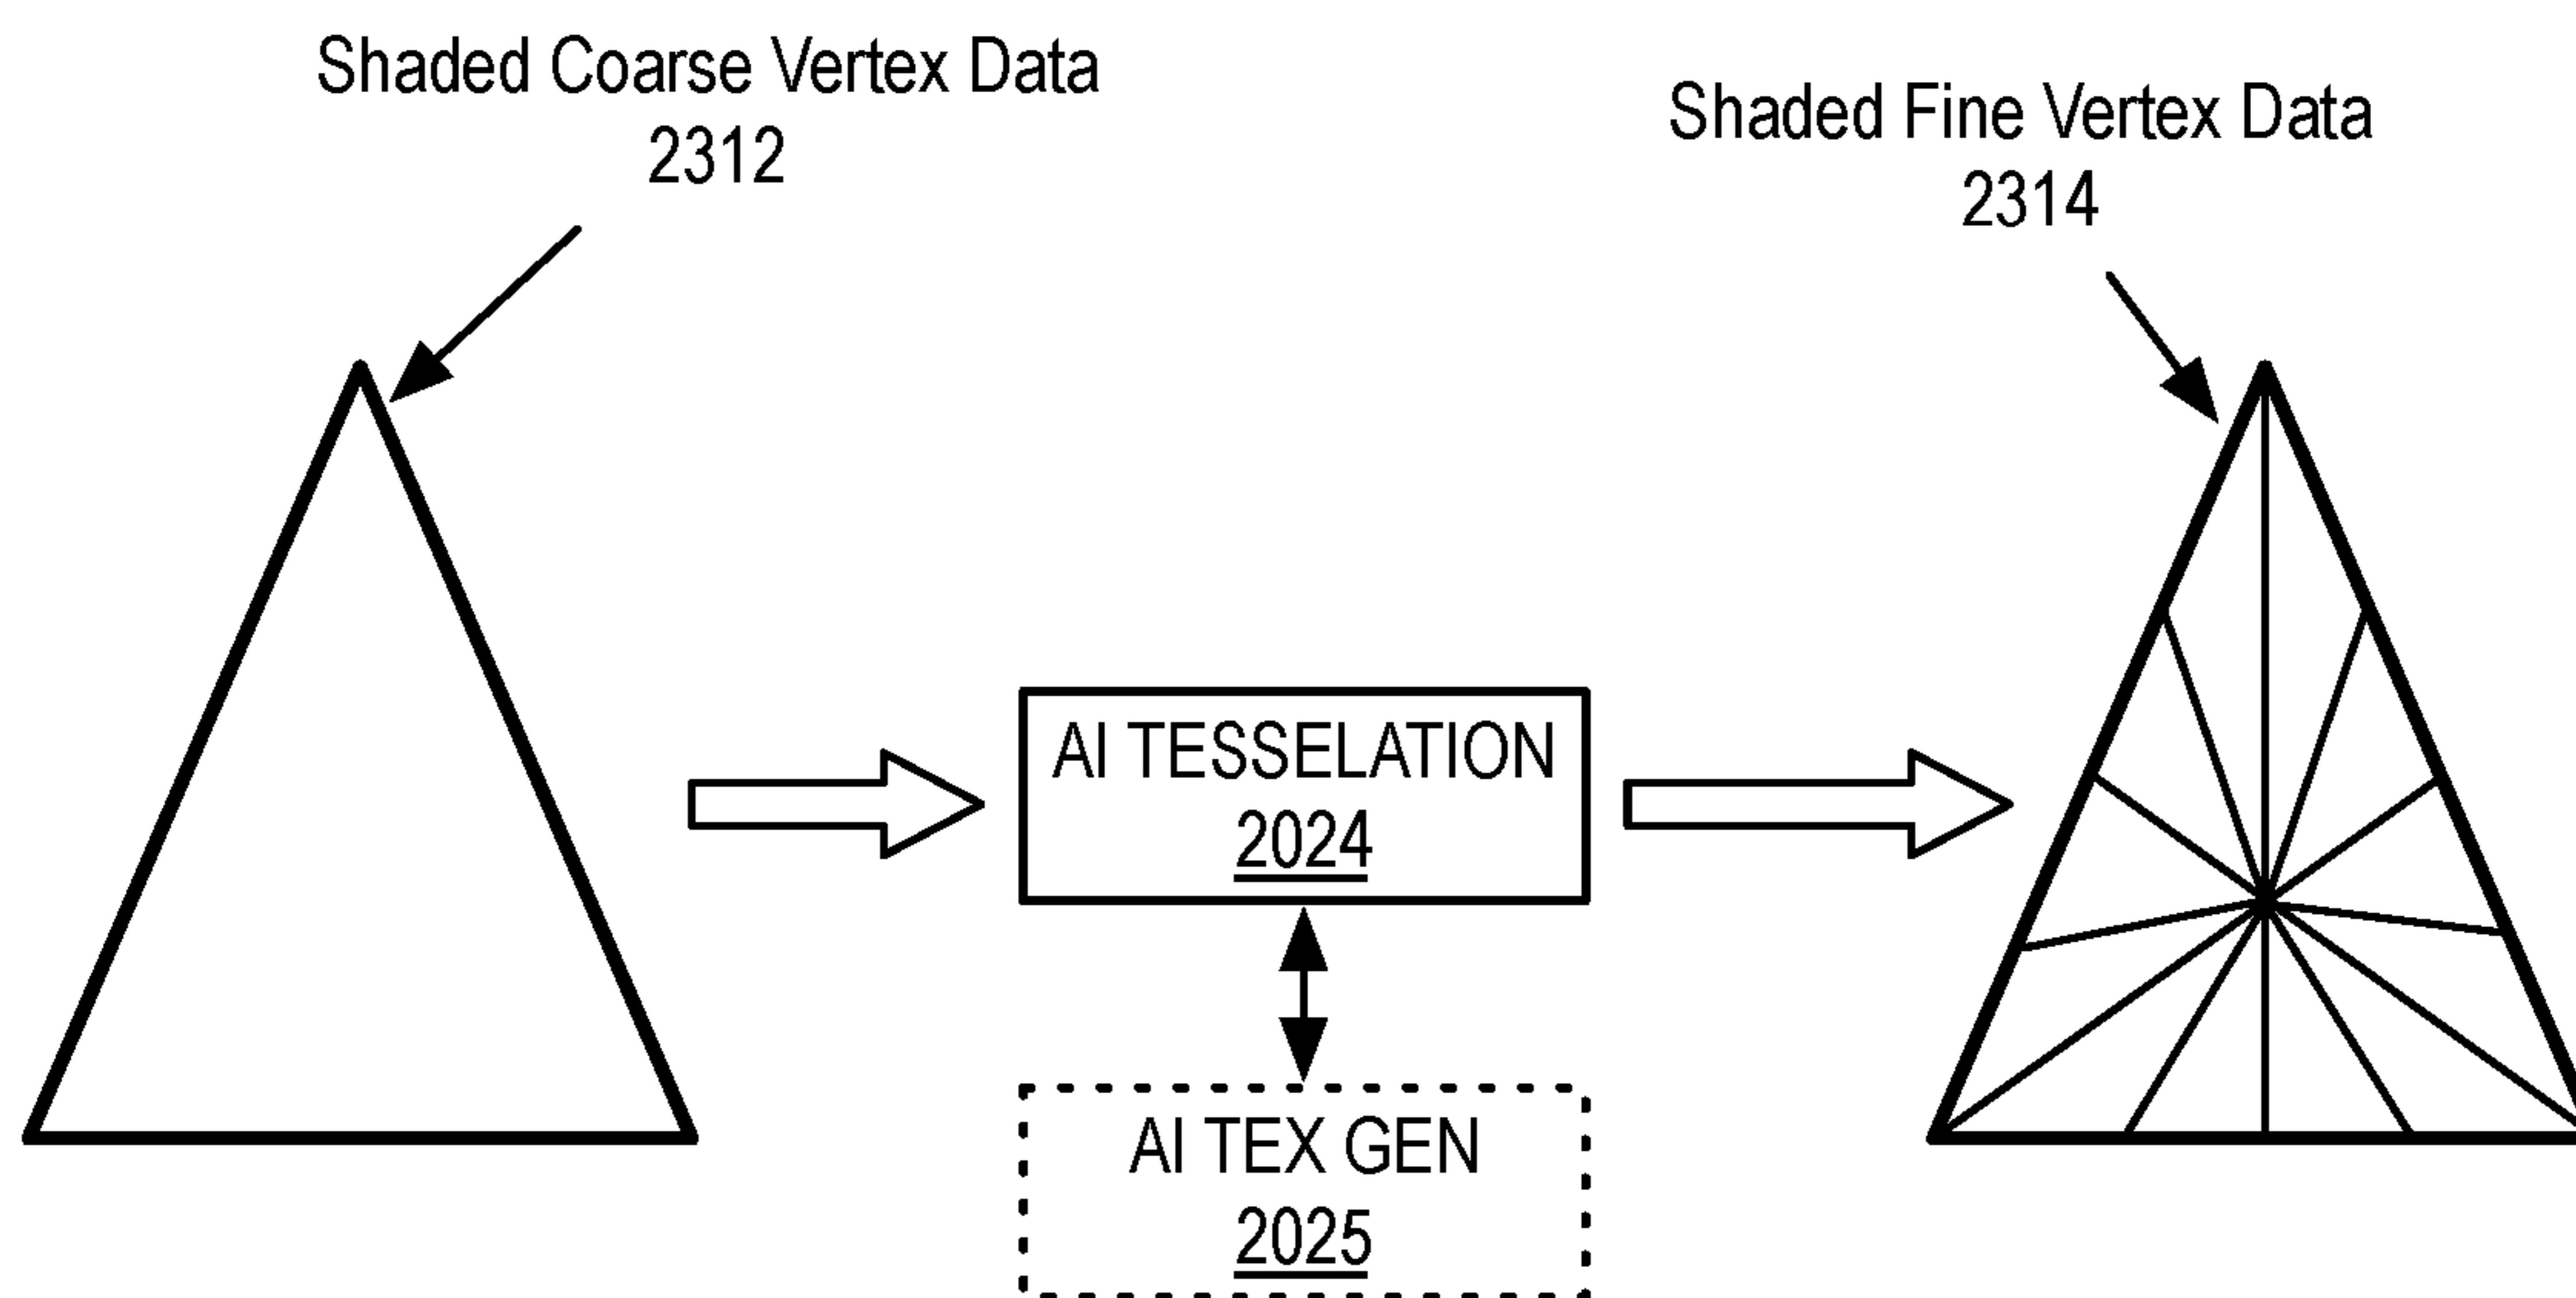 Shaded Coarse Vertex Data
2312
Shaded Fine Vertex Data
2314
AI TESSELATION
2024
AI TEX GEN
2025